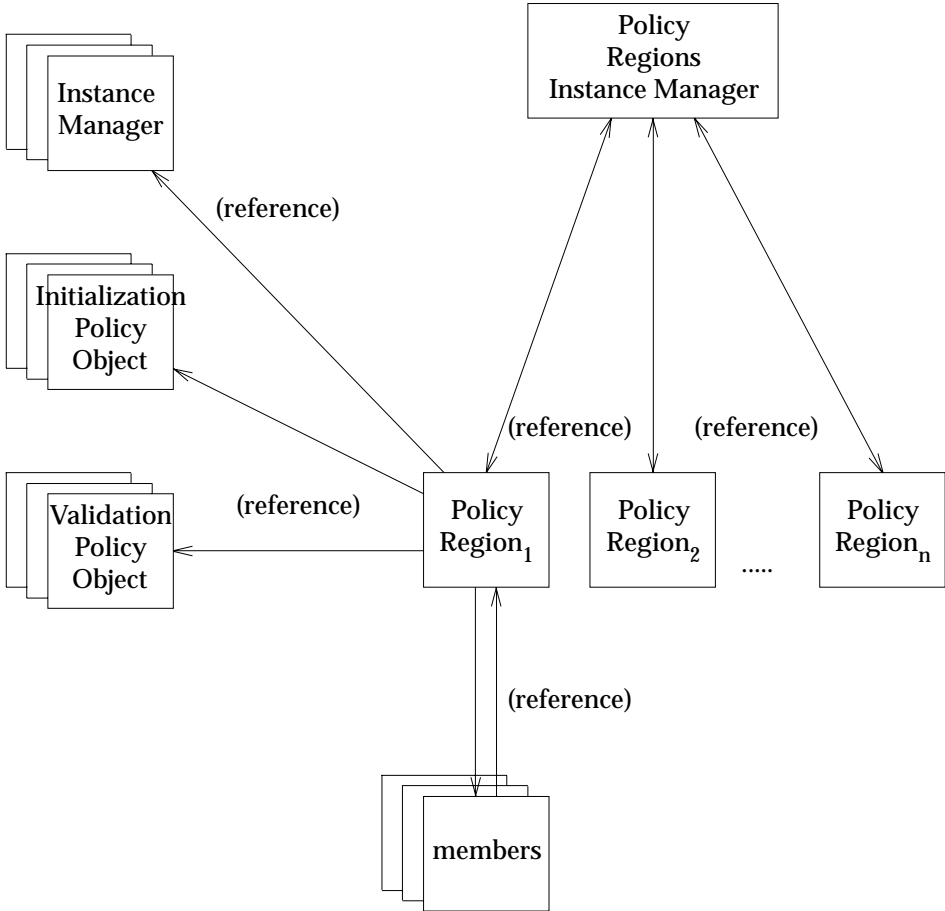 Policy
Regions
Instance Manager
Instance
Manager
(reference)
Initialization
Policy
Object
(reference)
(reference)
Validation
Policy
Object
(reference)
Policy
Region1
Policy
Region2
.....
Policy
Regionn
(reference)
members